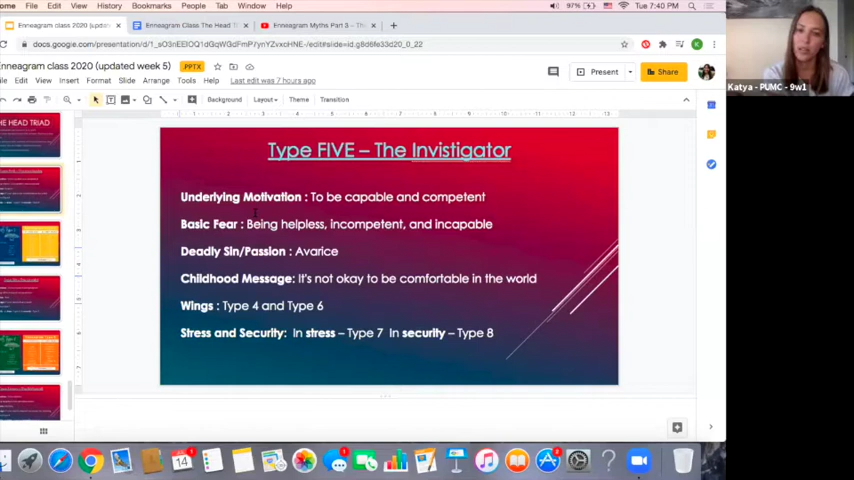 ome File Edit View History Bookmarks People Tab Window Help
97% Tue 7:40 PM
Enneagram class 2020 (updat
Enneagram Class The Head T
Enneagram Myths Part 3 – Th
docs.google.com/presentation/d/1_sO3nEEIOQ1dGqWGdFmP7ynYZvxcHNE-/edit#slide=id.g8d6fe33d20_0_22
K
Enneagram class 2020 (updated week 5)
PPTX
File Edit View Insert Format Slide Arrange Tools Help Last edit was 7 hours ago
Present
Share
Katya - PUMC - 9w1
Background Layout Theme Transition
HE HEAD TRIAD
Type FIVE – The Invistigator
Underlying Motivation : To be capable and competent
Basic Fear : Being helpless, incompetent, and incapable
Deadly Sin/Passion : Avarice
Childhood Message: It's not okay to be comfortable in the world
Wings : Type 4 and Type 6
Stress and Security: In stress – Type 7 In security – Type 8
JUL
14